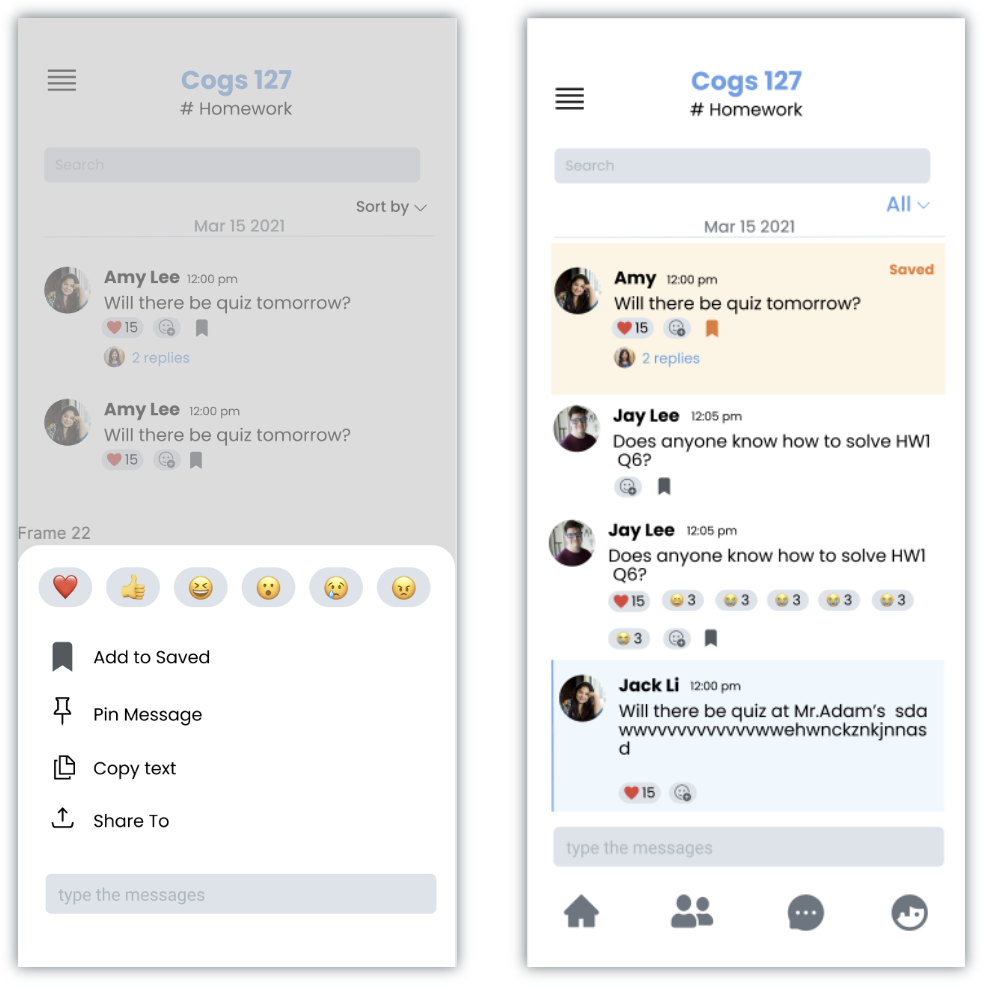 Cogs 127
# Homework
Search
Sort by
Mar 15 2021
Amy Lee 12:00 pm
Will there be quiz tomorrow?
15
2 replies
Amy Lee 12:00 pm
Will there be quiz tomorrow?
15
Frame 22
Add to Saved
Pin Message
Copy text
Share To
type the messages
Cogs 127
# Homework
Search
All
Mar 15 2021
Saved
Amy 12:00 pm
Will there be quiz tomorrow?
15
2 replies
Jay Lee 12:05 pm
Does anyone know how to solve HW1
Q6?
Jay Lee 12:05 pm
Does anyone know how to solve HW1
Q6?
15 3 3 3 3 3
3
Jack Li 12:00 pm
Will there be quiz at Mr.Adam's sda
wwvvvvvvvvvvvwwehwnckznkjnnas
d
15
type the messages